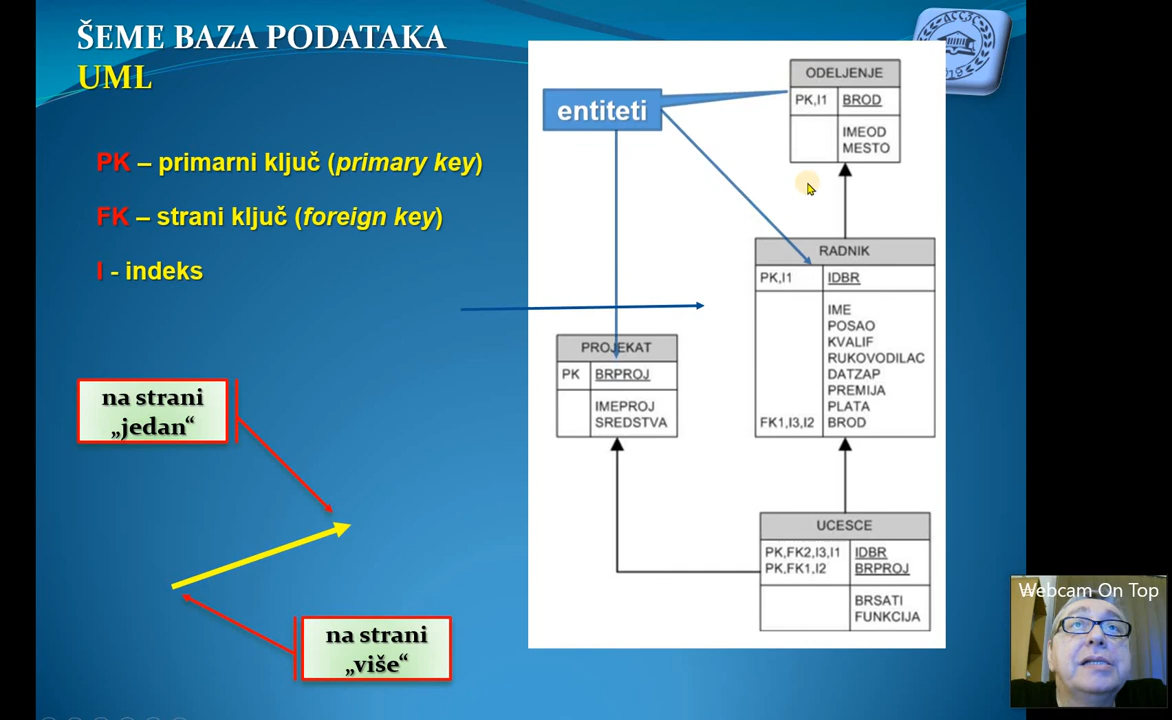 ŠEME BAZA PODATAKA
UML
PK – primarni ključ (primary key)
FK – strani ključ (foreign key)
I - indeks
na strani
„jedan“
na strani
„više“
entiteti
ODELJENJE
PK,I1 BROD
IMEOD
MESTO
RADNIK
PK,I1 IDBR
IME
POSAO
KVALIF
RUKOVODILAC
DATZAP
PREMIJA
PLATA
FK1,I3,I2 BROD
PROJEKAT
PK BRPROJ
IMEPROJ
SREDSTVA
UCESCE
PK,FK2,I3,I1 IDBR
PK,FK1,I2 BRPROJ
BRSATI
FUNKCIJA
Webcam On Top